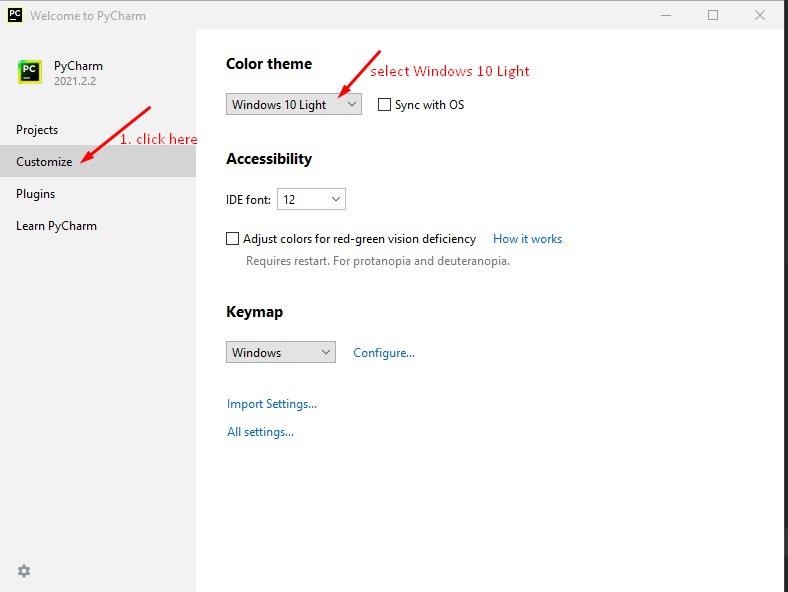 PC Welcome to PyCharm
PC
PyCharm
2021.2.2
Projects
1. click here
Customize
Plugins
Learn PyCharm
Color theme
select Windows 10 Light
Windows 10 Light
Sync with OS
Accessibility
IDE font: 12
Adjust colors for red-green vision deficiency How it works
Requires restart. For protanopia and deuteranopia.
Keymap
Windows Configure...
Import Settings...
All settings...